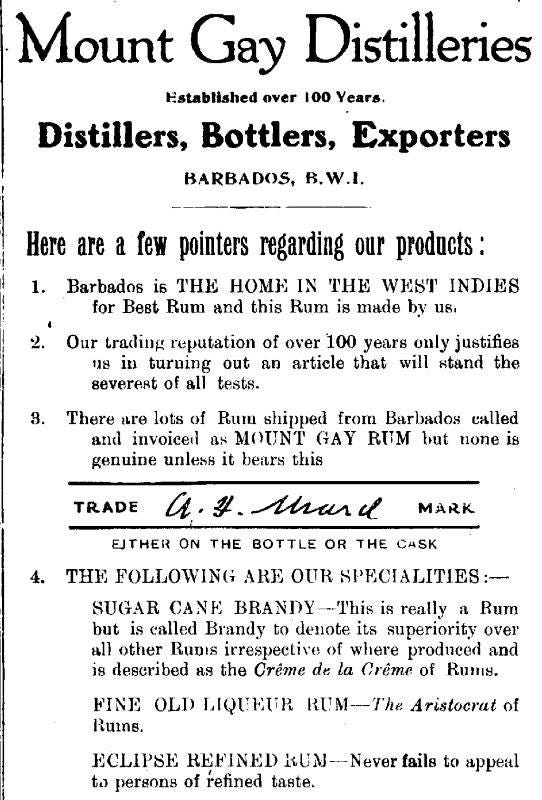 Mount Gay Distilleries
Established over 100 Years.
Distillers, Bottlers, Exporters
BARBADOS, B.W.I.
Here are a few pointers regarding our products:
1. Barbados is THE HOME IN THE WEST INDIES
for Best Rum and this Rum is made by us.
2. Our trading reputation of over 100 years only justifies
us in turning out an article that will stand the
severest of all tests.
3. There are lots of Rum shipped from Barbados called
and invoiced as MOUNT GAY RUM but none is
genuine unless it bears this
TRADE A. F. Ward MARK
EITHER ON THE BOTTLE OR THE CASK
4. THE FOLLOWING ARE OUR SPECIALITIES:—
SUGAR CANE BRANDY—This is really a Rum
but is called Brandy to denote its superiority over
all other Rums irrespective of where produced and
is described as the Crême de la Crême of Rums.
FINE OLD LIQUEUR RUM—The Aristocrat of
Rums.
ECLIPSE REFINED RUM—Never fails to appeal
to persons of refined taste.